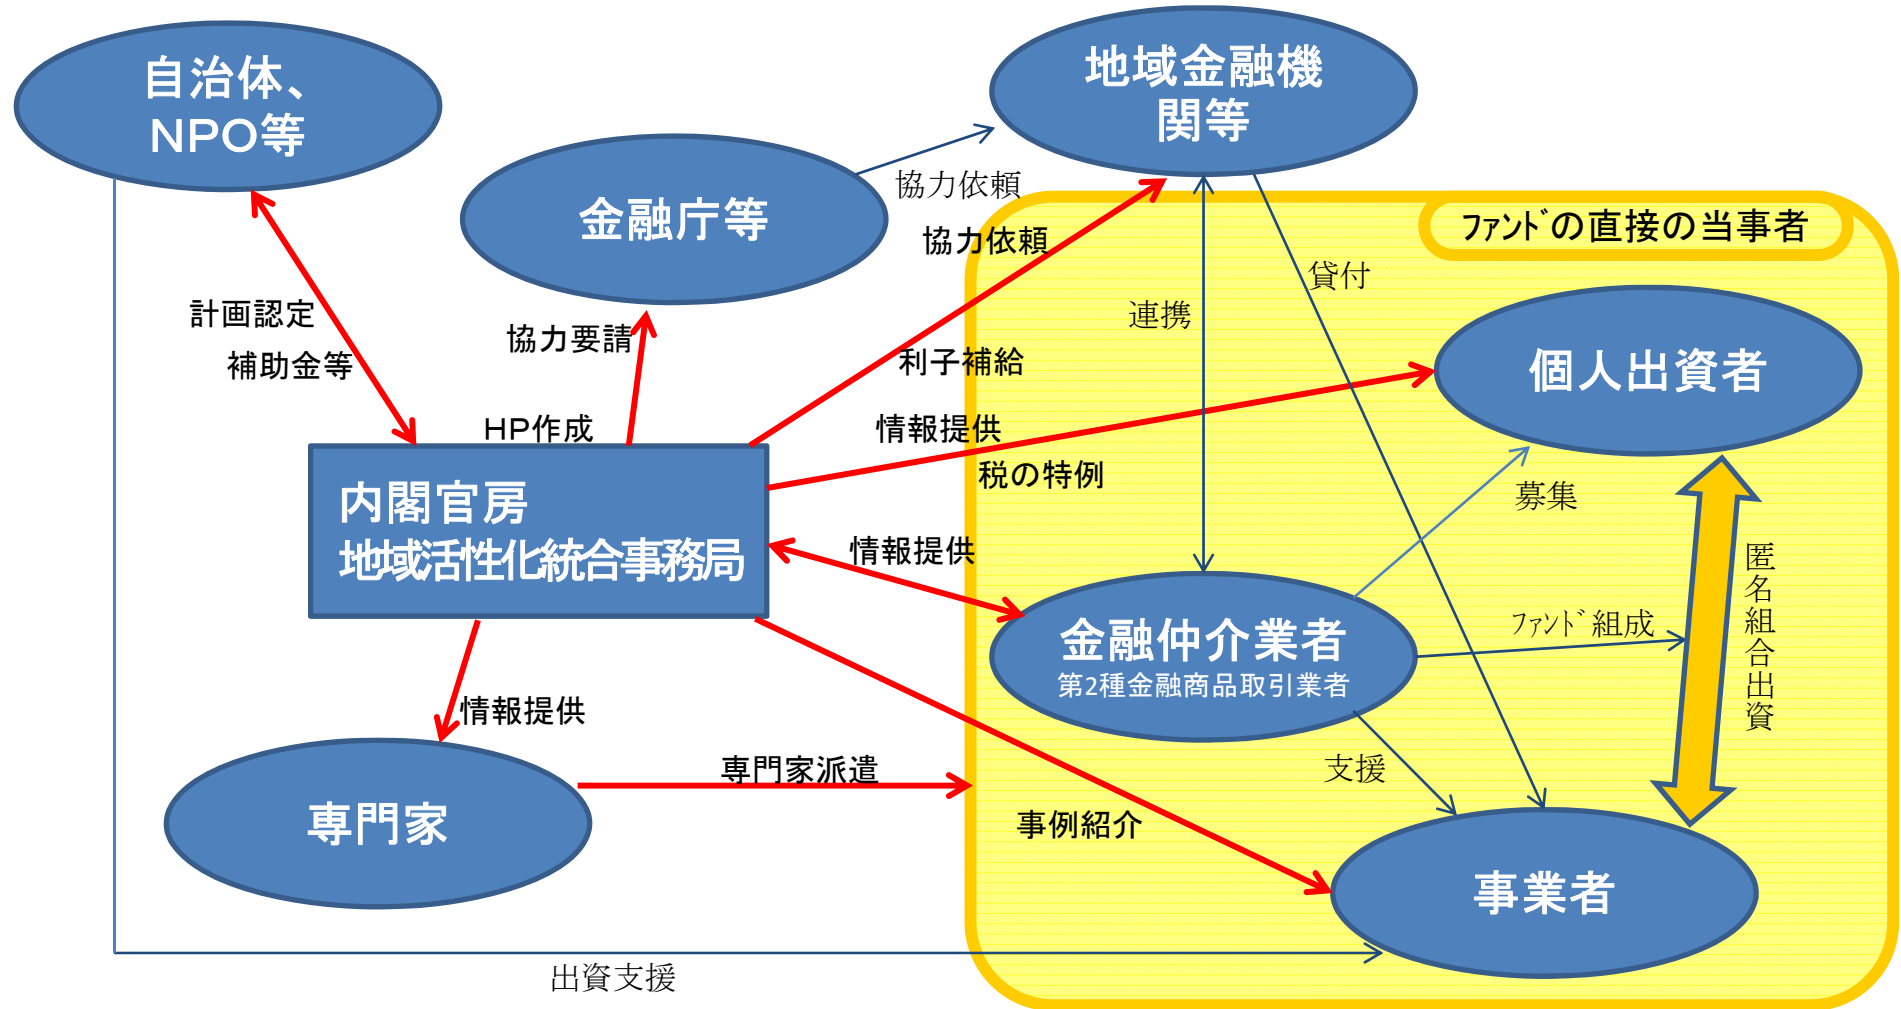 自治体、
NPO等
地域金融機
関等
金融庁等
協力依頼
ファンドの直接の当事者
協力依頼
貸付
計画認定
連携
協力要請
補助金等
利子補給
個人出資者
HP作成
情報提供
税の特例
募集
内閣官房
地域活性化統合事務局
情報提供
匿名組合出資
ファンド組成
金融仲介業者
第2種金融商品取引業者
情報提供
専門家派遣
支援
専門家
事例紹介
事業者
出資支援